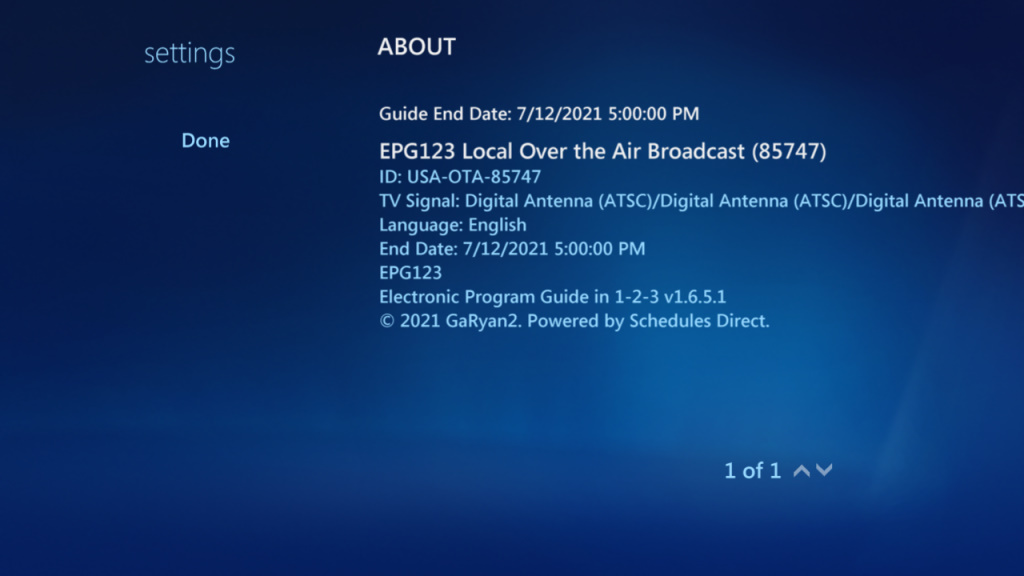 settings
ABOUT
Done
Guide End Date: 7/12/2021 5:00:00 PM
EPG123 Local Over the Air Broadcast (85747)
ID: USA-OTA-85747
TV Signal: Digital Antenna (ATSC)/Digital Antenna (ATSC)/Digital Antenna (ATS
Language: English
End Date: 7/12/2021 5:00:00 PM
EPG123
Electronic Program Guide in 1-2-3 v1.6.5.1
© 2021 GaRyan2. Powered by Schedules Direct.
1 of 1